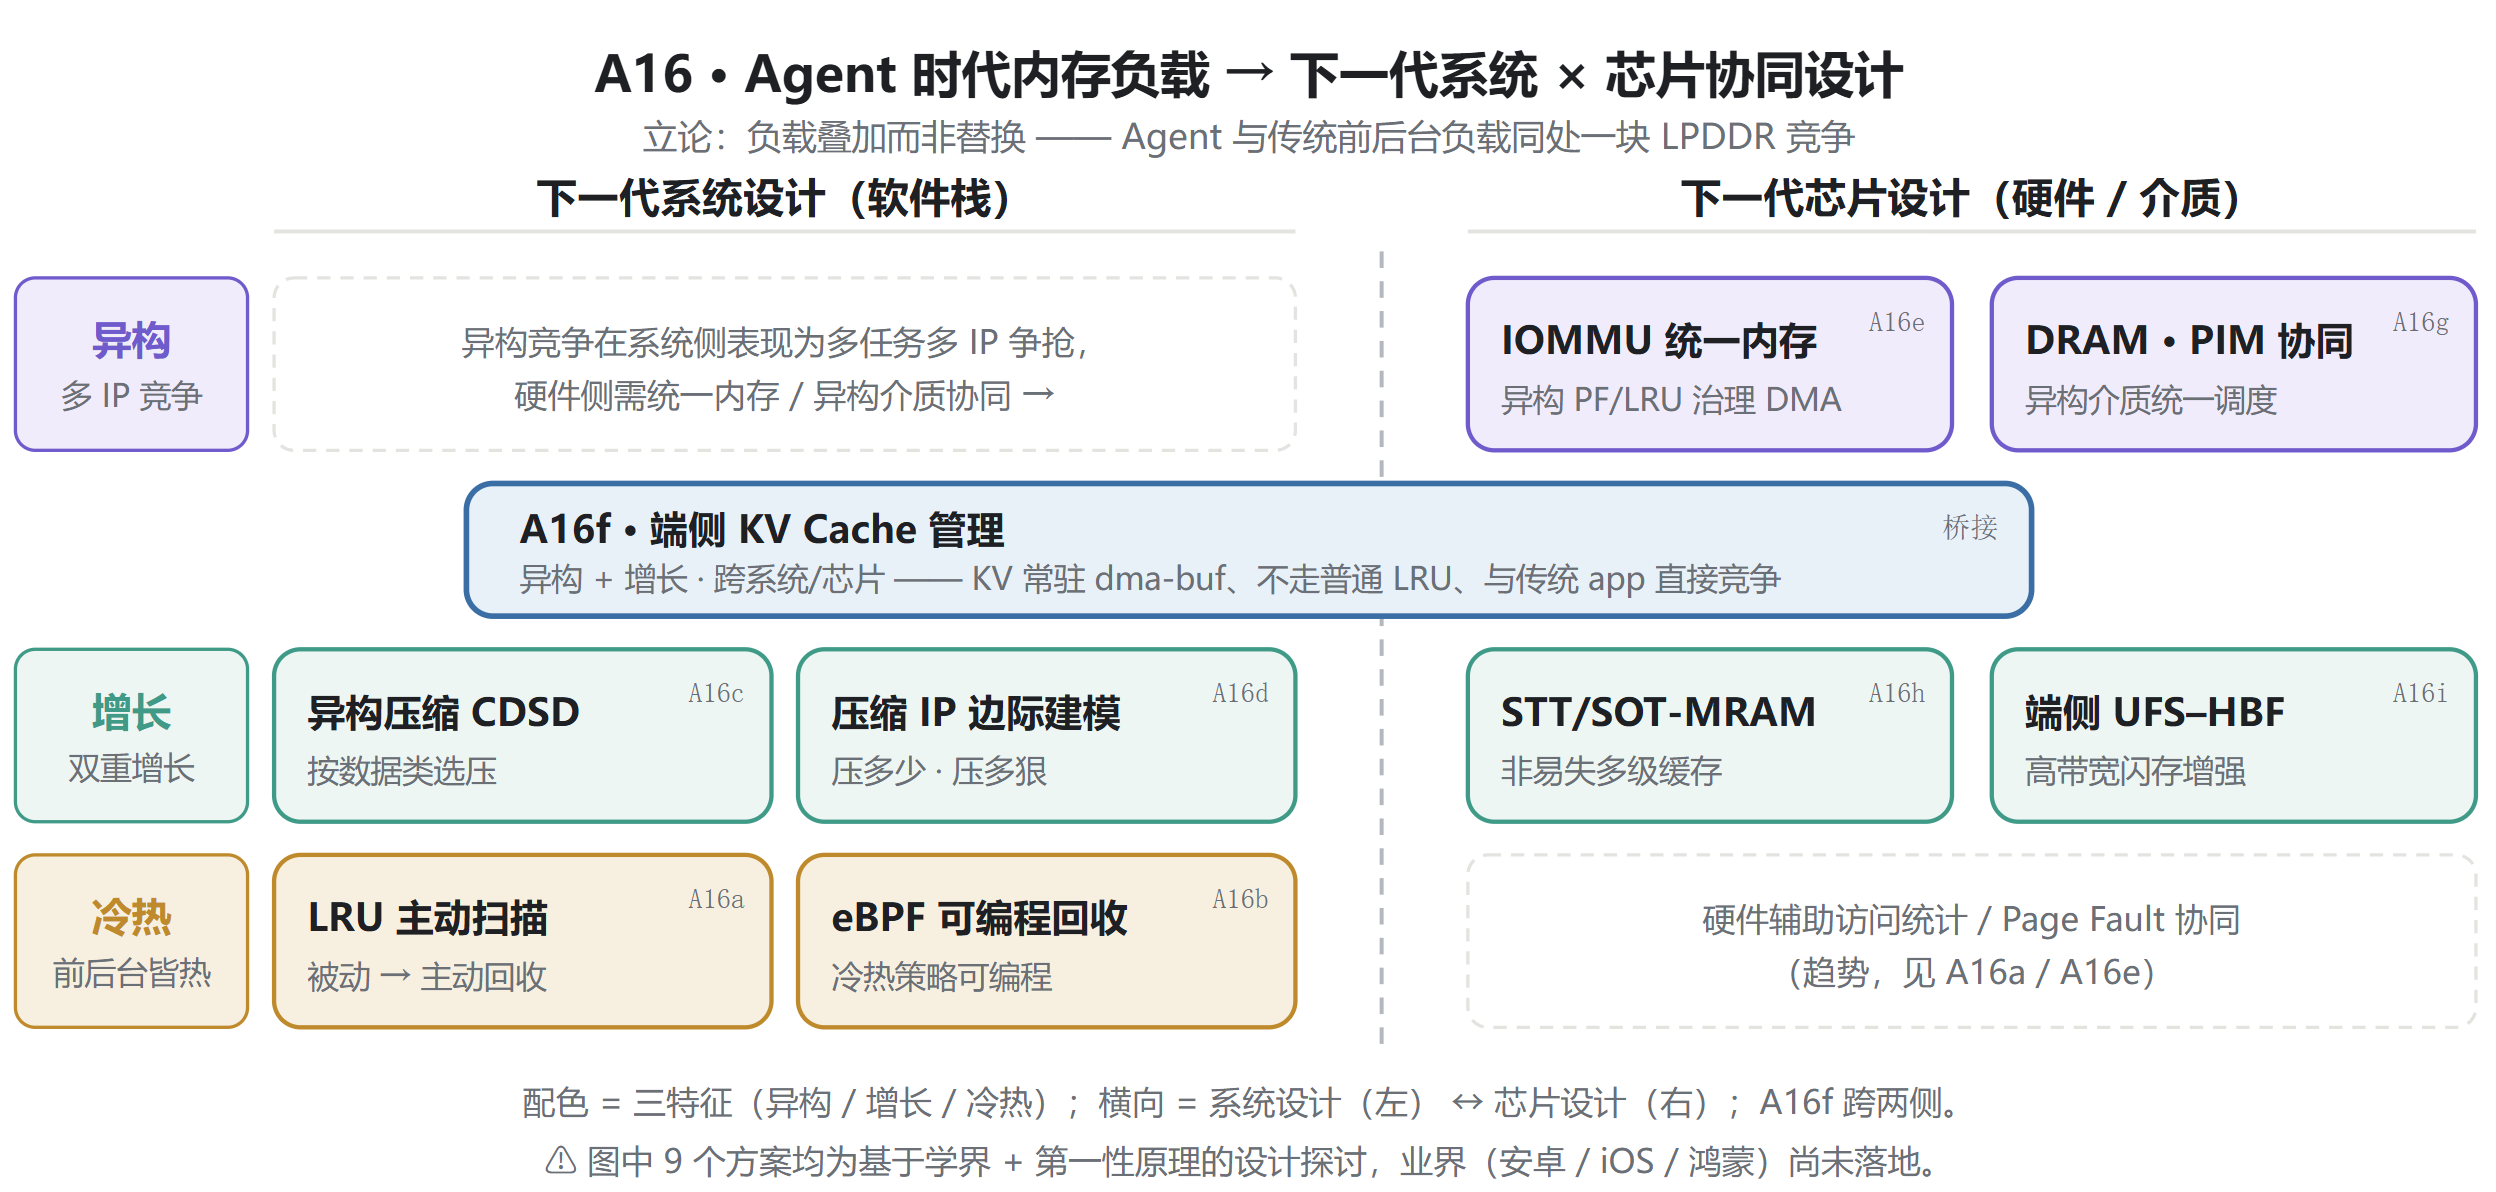 A16 • Agent 时代内存负载 → 下一代系统 × 芯片协同设计
立论：负载叠加而非替换 —— Agent 与传统前后台负载同处一块 LPDDR 竞争
下一代系统设计（软件栈）
下一代芯片设计（硬件 / 介质）
异构
多 IP 竞争
异构竞争在系统侧表现为多任务多 IP 争抢，
硬件侧需统一内存 / 异构介质协同 →
IOMMU 统一内存
A16e
异构 PF/LRU 治理 DMA
DRAM • PIM 协同
A16g
异构介质统一调度
A16f • 端侧 KV Cache 管理
桥接
异构 + 增长 · 跨系统/芯片 —— KV 常驻 dma-buf、不走普通 LRU、与传统 app 直接竞争
增长
双重增长
异构压缩 CDSD
A16c
按数据类选压
压缩 IP 边际建模
A16d
压多少 · 压多狠
STT/SOT-MRAM
A16h
非易失多级缓存
端侧 UFS–HBF
A16i
高带宽闪存增强
冷热
前后台皆热
LRU 主动扫描
A16a
被动 → 主动回收
eBPF 可编程回收
A16b
冷热策略可编程
硬件辅助访问统计 / Page Fault 协同
（趋势，见 A16a / A16e）
配色 = 三特征（异构 / 增长 / 冷热）；横向 = 系统设计（左） ↔ 芯片设计（右）；A16f 跨两侧。
⚠ 图中 9 个方案均为基于学界 + 第一性原理的设计探讨，业界（安卓 / iOS / 鸿蒙）尚未落地。